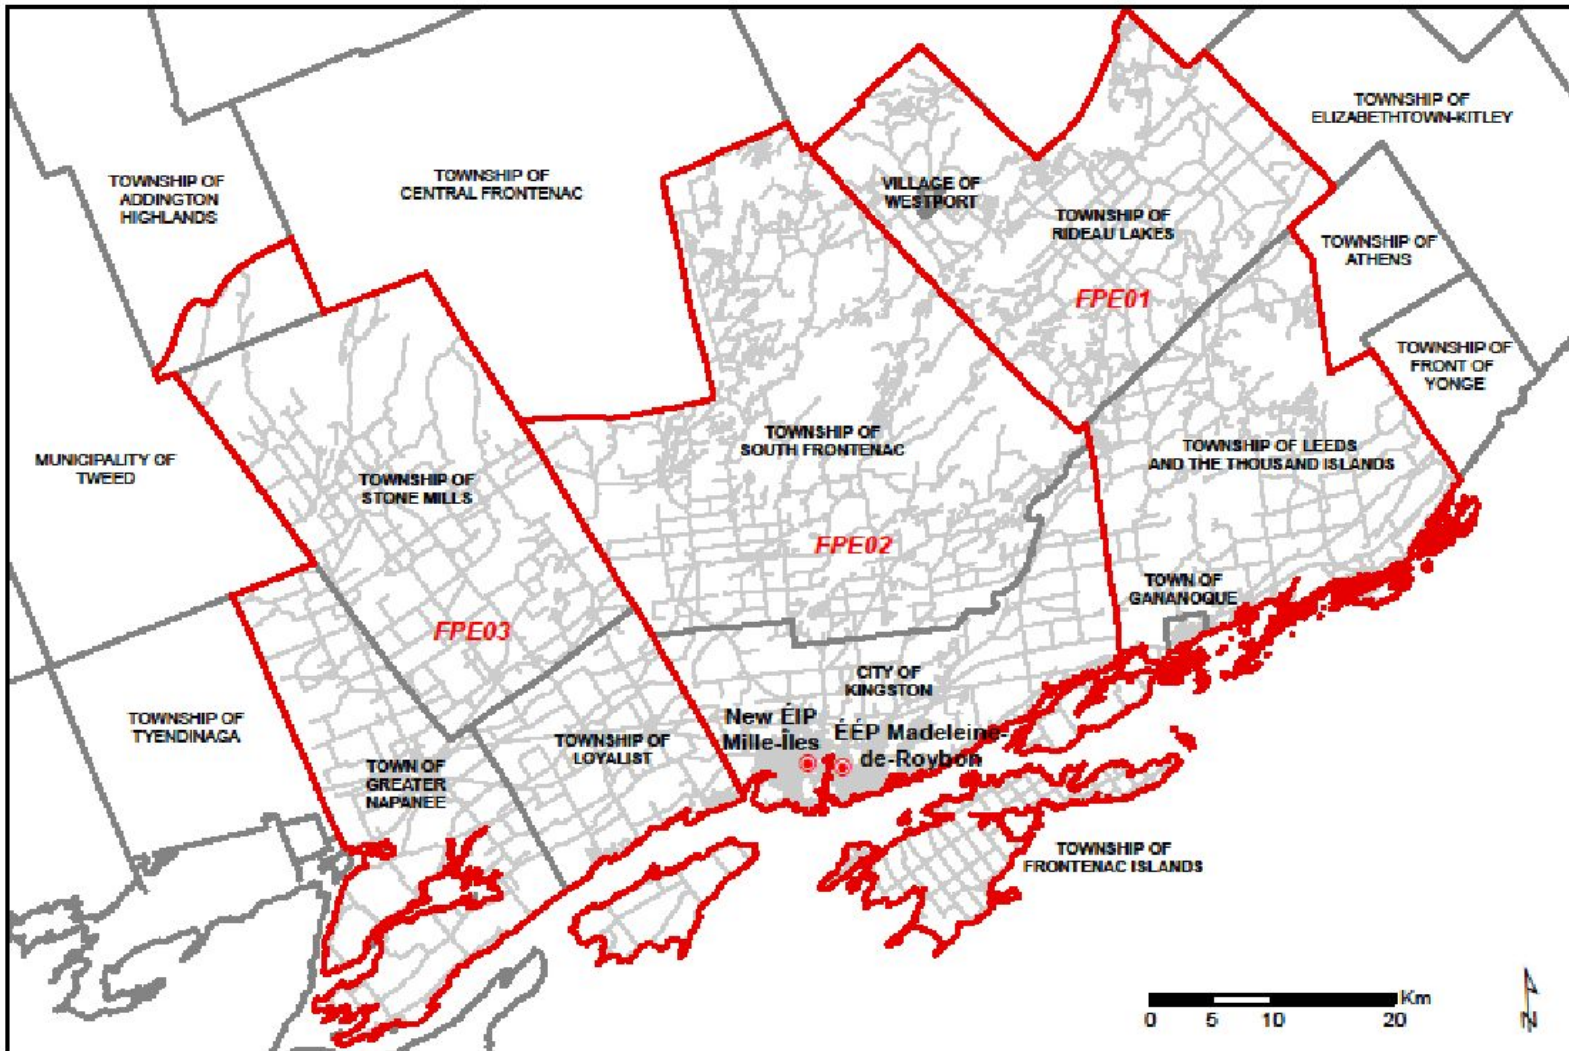 TOWNSHIP OF
ELIZABETHTOWN-KITLEY
TOWNSHIP OF
ADDINGTON
HIGHLANDS
TOWNSHIP OF
CENTRAL FRONTENAC
VILLAGE OF
WESTPORT
TOWNSHIP OF
RIDEAU LAKES
TOWNSHIP OF
ATHENS
FPE01
TOWNSHIP OF
FRONT OF
YONGE
MUNICIPALITY OF
TWEED
TOWNSHIP OF
STONE MILLS
TOWNSHIP OF
SOUTH FRONTENAC
TOWNSHIP OF LEEDS
AND THE THOUSAND ISLANDS
FPE02
TOWN OF
GANANOQUE
FPE03
CITY OF
KINGSTON
TOWNSHIP OF
TYENDINAGA
TOWN OF
GREATER
NAPANEE
TOWNSHIP OF
LOYALIST
New ÉIP
Mille-Îles
ÉÉP Madeleine-
de-Roybon
TOWNSHIP OF
FRONTENAC ISLANDS
Km
0 5 10 20
N